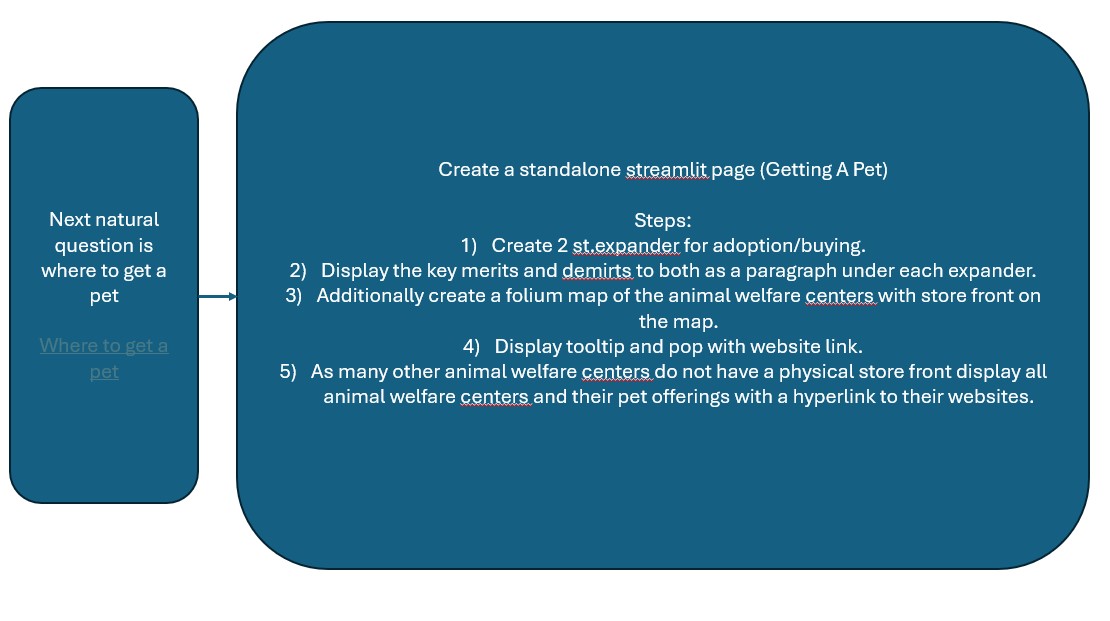 Next natural
question is
where to get a
pet
Where to get a
pet
Create a standalone streamlit page (Getting A Pet)
Steps:
1) Create 2 st.expander for adoption/buying.
2) Display the key merits and demirts to both as a paragraph under each expander.
3) Additionally create a folium map of the animal welfare centers with store front on
the map.
4) Display tooltip and pop with website link.
5) As many other animal welfare centers do not have a physical store front display all
animal welfare centers and their pet offerings with a hyperlink to their websites.